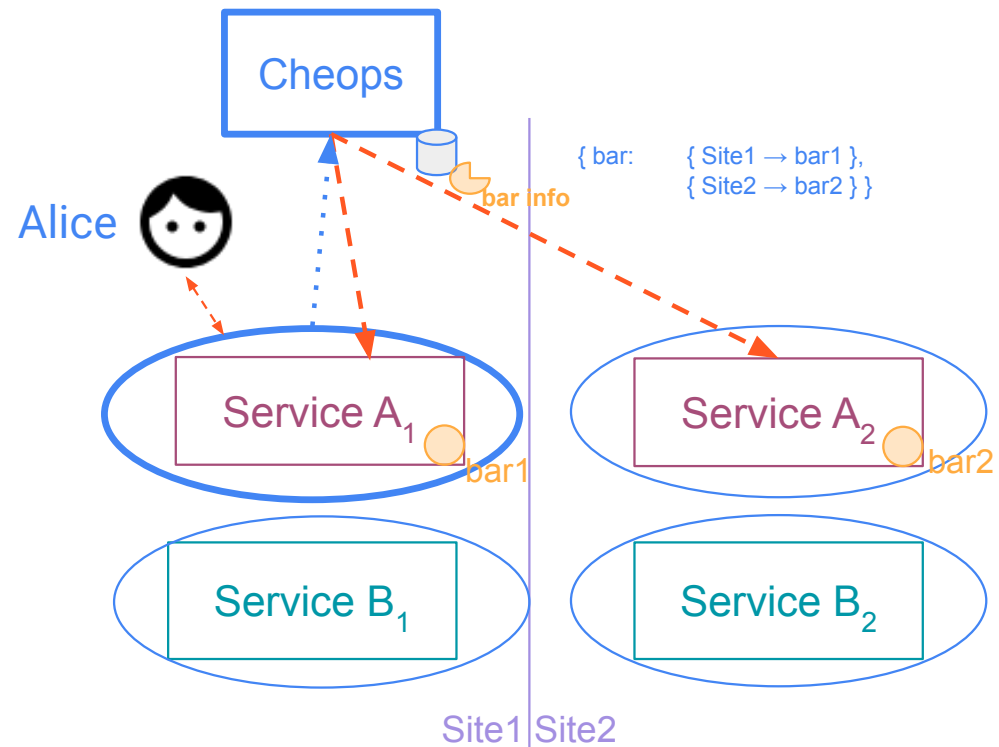 Cheops
{ bar: { Site1 → bar1 },
{ Site2 → bar2 } }
bar info
Alice
Service A1
bar1
Service A2
bar2
Service B1
Service B2
Site1
Site2